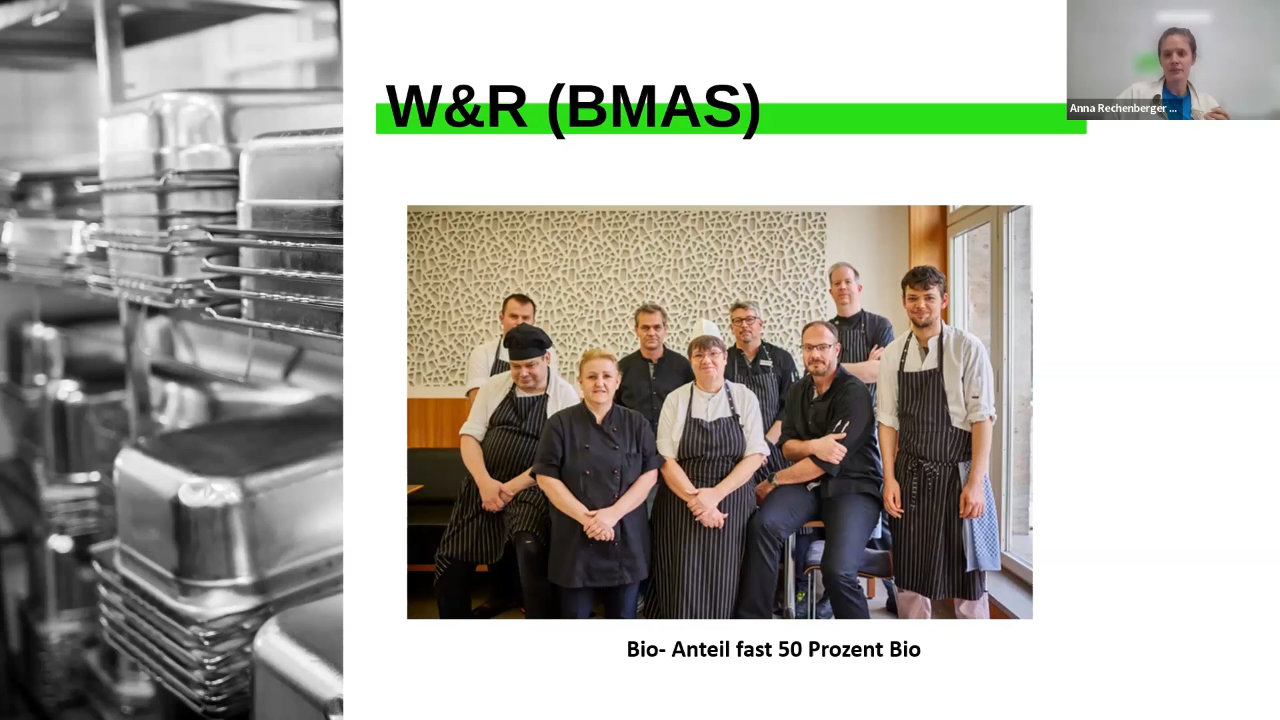 W&R (BMAS)
Anna Rechenberger ...
Bio- Anteil fast 50 Prozent Bio